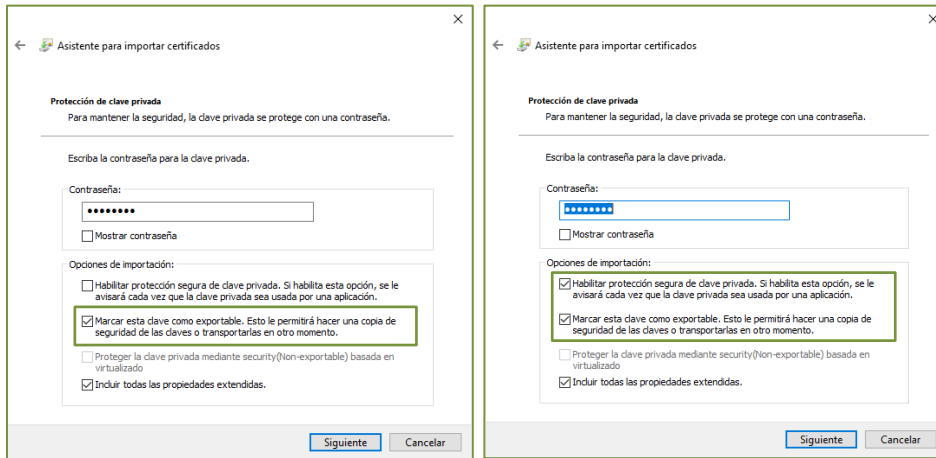 Asistente para importar certificados
Protección de clave privada
Para mantener la seguridad, la clave privada se protege con una contraseña.
Escriba la contraseña para la clave privada.
Contraseña:
Mostrar contraseña
Opciones de importación:
Habilitar protección segura de clave privada. Si habilita esta opción, se le
avisará cada vez que la clave privada sea usada por una aplicación.
Marcar esta clave como exportable. Esto le permitirá hacer una copia de
seguridad de las claves o transportarlas en otro momento.
Proteger la clave privada mediante security(Non-exportable) basada en
virtualizado
Incluir todas las propiedades extendidas.
Siguiente
Cancelar
Asistente para importar certificados
Protección de clave privada
Para mantener la seguridad, la clave privada se protege con una contraseña.
Escriba la contraseña para la clave privada.
Contraseña:
Mostrar contraseña
Opciones de importación:
Habilitar protección segura de clave privada. Si habilita esta opción, se le
avisará cada vez que la clave privada sea usada por una aplicación.
Marcar esta clave como exportable. Esto le permitirá hacer una copia de
seguridad de las claves o transportarlas en otro momento.
Proteger la clave privada mediante security(Non-exportable) basada en
virtualizado
Incluir todas las propiedades extendidas.
Siguiente
Cancelar